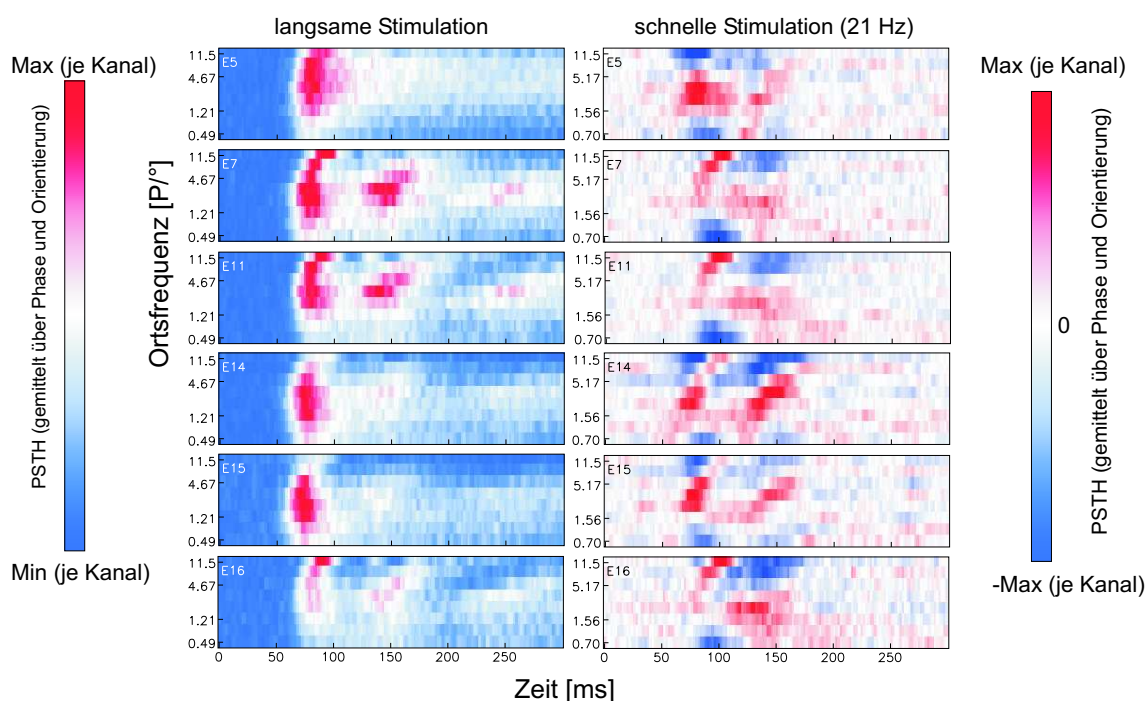 langsame Stimulation
schnelle Stimulation (21 Hz)
Max (je Kanal)
PSTH (gemittelt über Phase und Orientierung)
Min (je Kanal)
Ortsfrequenz [P/°]
E5
11.5
4.67
1.21
0.49
E7
11.5
4.67
1.21
0.49
E11
11.5
4.67
1.21
0.49
E14
11.5
4.67
1.21
0.49
E15
11.5
4.67
1.21
0.49
E16
11.5
4.67
1.21
0.49
0 50 100 150 200 250
E5
11.5
5.17
1.56
0.70
E7
11.5
5.17
1.56
0.70
E11
11.5
5.17
1.56
0.70
E14
11.5
5.17
1.56
0.70
E15
11.5
5.17
1.56
0.70
E16
11.5
5.17
1.56
0.70
0 50 100 150 200 250
Zeit [ms]
Max (je Kanal)
0
PSTH (gemittelt über Phase und Orientierung)
-Max (je Kanal)